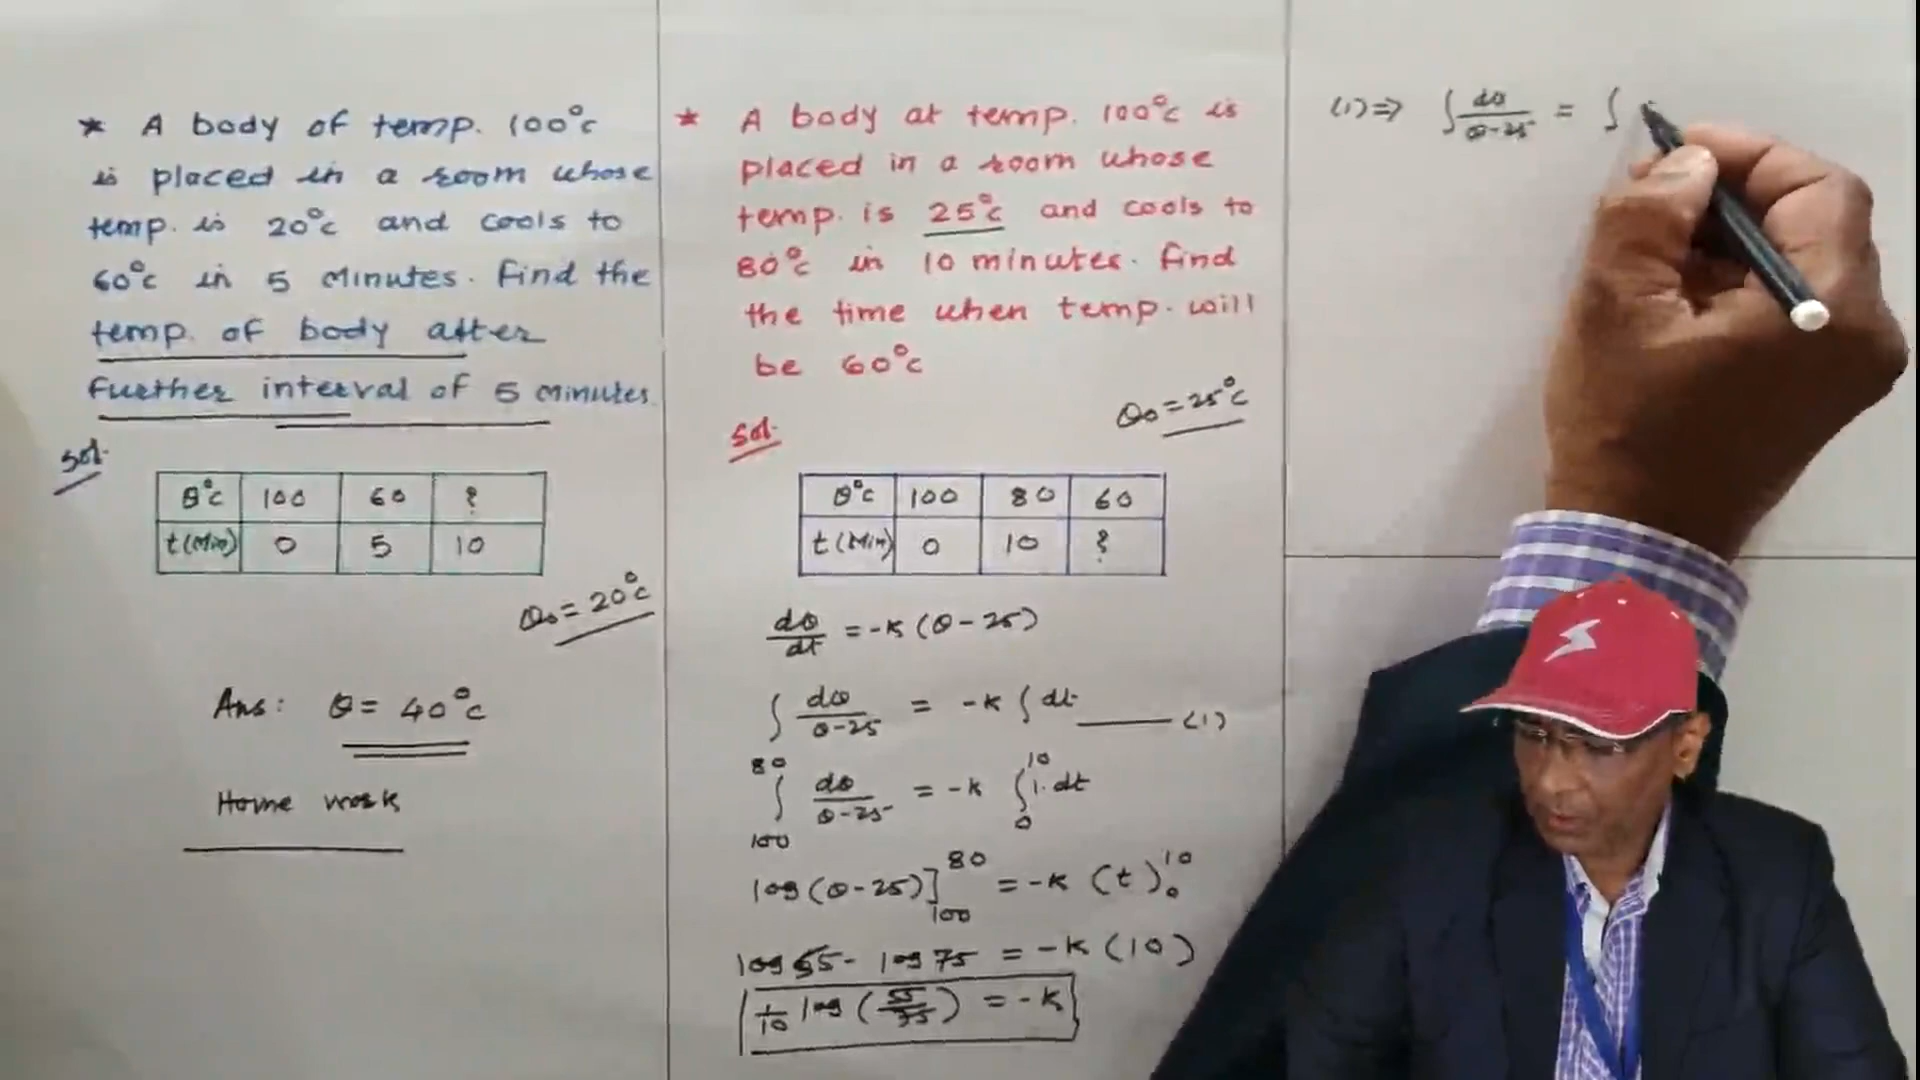 * A body of temp. 100°c
is placed in a room whose
temp. is 20°c and cools to
60°c in 5 Minutes. Find the
temp. of body after
further interval of 5 minutes.
Sol.
θ°c 100 60 ?
t(Min) 0 5 10
θ₀ = 20°c
Ans: θ = 40°c
Home work
* A body at temp. 100°c is
placed in a room whose
temp. is 25°c and cools to
80°c in 10 minutes. Find
the time when temp. will
be 60°c
θ₀ = 25°c
Sol.
θ°c 100 80 60
t(Min) 0 10 ?
dθ/dt = -k (θ - 25)
∫ dθ/θ-25 = -k ∫ dt ——— (1)
∫₁₀₀⁸⁰ dθ/θ-25 = -k ∫₀¹⁰ 1. dt
log(θ-25)]₁₀₀⁸⁰ = -k (t)₀¹⁰
log 55 - log 75 = -k (10)
1/10 log (55/75) = -k
(1) ⇒ ∫ dθ/θ-25 = ∫